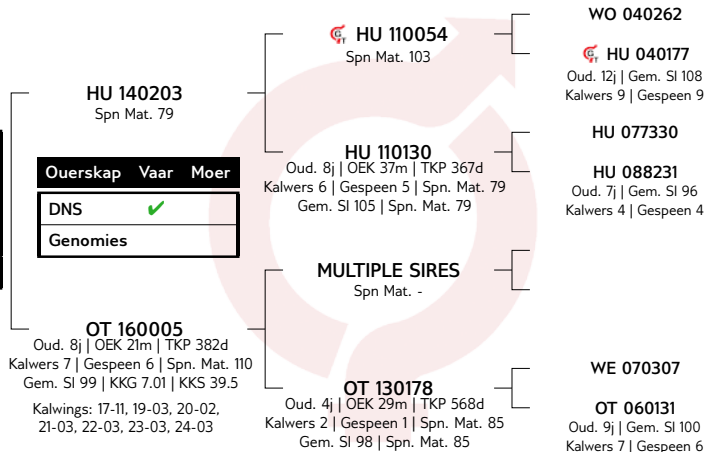 WO 040262
HU 110054
Spn Mat. 103
HU 040177
Oud. 12j | Gem. SI 108
Kalwers 9 | Gespeen 9
HU 140203
Spn Mat. 79
HU 077330
HU 110130
Oud. 8j | OEK 37m | TKP 367d
Kalwers 6 | Gespeen 5 | Spn. Mat. 79
Gem. SI 105 | Spn. Mat. 79
HU 088231
Oud. 7j | Gem. SI 96
Kalwers 4 | Gespeen 4
Ouerskap Vaar Moer
DNS ✔
Genomies
MULTIPLE SIRES
Spn Mat. -
OT 160005
Oud. 8j | OEK 21m | TKP 382d
Kalwers 7 | Gespeen 6 | Spn. Mat. 110
Gem. SI 99 | KKG 7.01 | KKS 39.5
Kalwings: 17-11, 19-03, 20-02,
21-03, 22-03, 23-03, 24-03
WE 070307
OT 130178
Oud. 4j | OEK 29m | TKP 568d
Kalwers 2 | Gespeen 1 | Spn. Mat. 85
Gem. SI 98 | Spn. Mat. 85
OT 060131
Oud. 9j | Gem. SI 100
Kalwers 7 | Gespeen 6